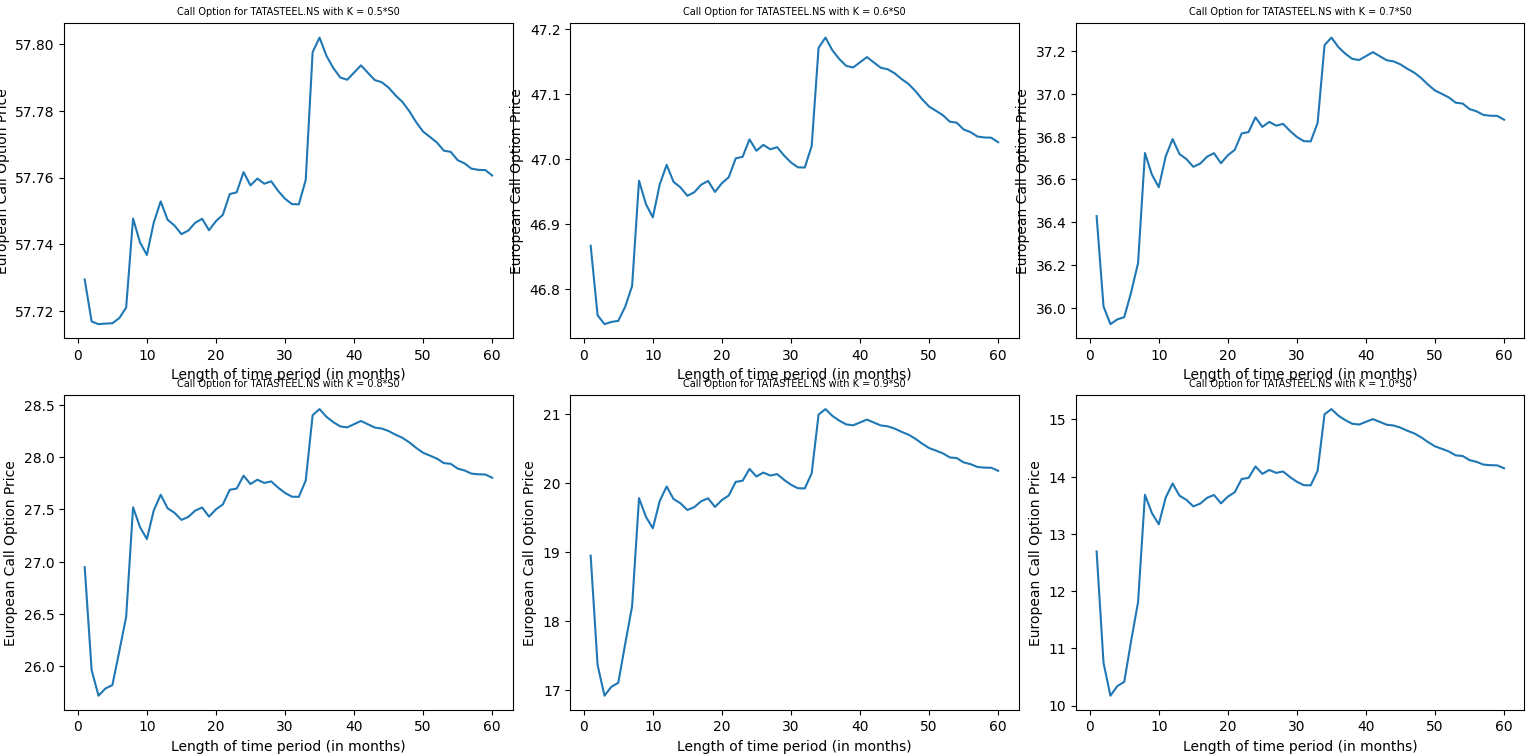 Call Option for TATASTEEL.NS with K = 0.5*S0
European Call Option Price
57.80
57.78
57.76
57.74
57.72
0 10 20 30 40 50 60
Length of time period (in months)
Call Option for TATASTEEL.NS with K = 0.6*S0
European Call Option Price
47.2
47.1
47.0
46.9
46.8
0 10 20 30 40 50 60
Length of time period (in months)
Call Option for TATASTEEL.NS with K = 0.7*S0
European Call Option Price
37.2
37.0
36.8
36.6
36.4
36.2
36.0
0 10 20 30 40 50 60
Length of time period (in months)
Call Option for TATASTEEL.NS with K = 0.8*S0
European Call Option Price
28.5
28.0
27.5
27.0
26.5
26.0
0 10 20 30 40 50 60
Length of time period (in months)
Call Option for TATASTEEL.NS with K = 0.9*S0
European Call Option Price
21
20
19
18
17
0 10 20 30 40 50 60
Length of time period (in months)
Call Option for TATASTEEL.NS with K = 1.0*S0
European Call Option Price
15
14
13
12
11
10
0 10 20 30 40 50 60
Length of time period (in months)